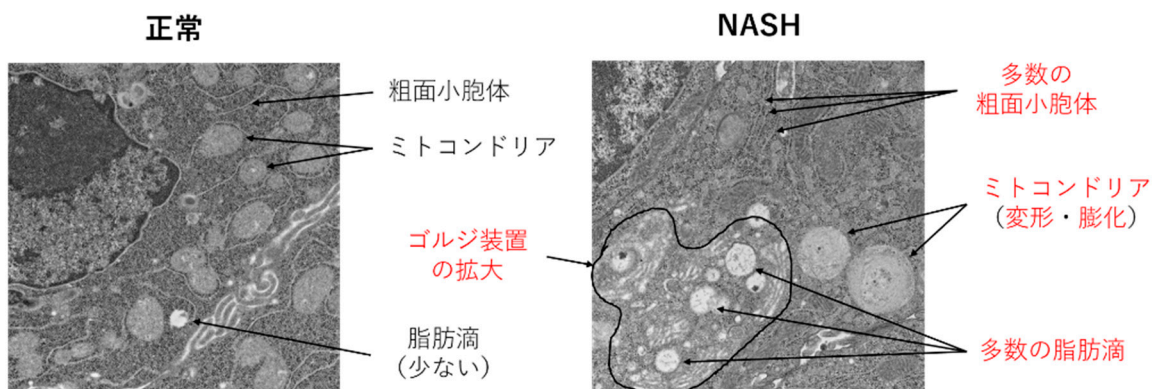 正常
粗面小胞体
ミトコンドリア
脂肪滴
（少ない）
NASH
多数の
粗面小胞体
ミトコンドリア
（変形・膨化）
ゴルジ装置
の拡大
多数の脂肪滴